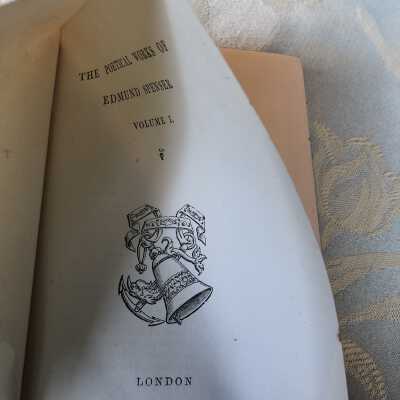 THE POETICAL WORKS OF
EDMUND SPENSER
VOLUME I.
LONDON